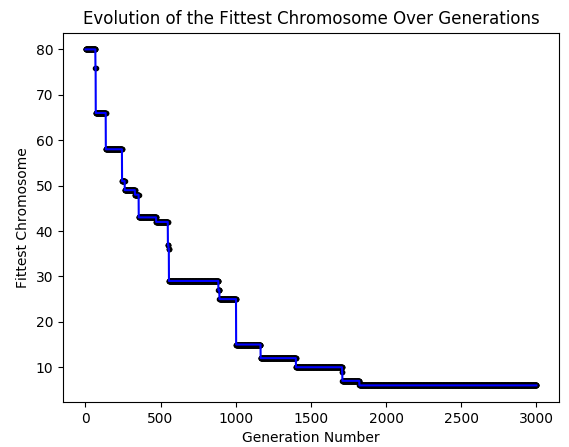 Evolution of the Fittest Chromosome Over Generations
80
70
60
50
40
30
20
10
Fittest Chromosome
0 500 1000 1500 2000 2500 3000
Generation Number